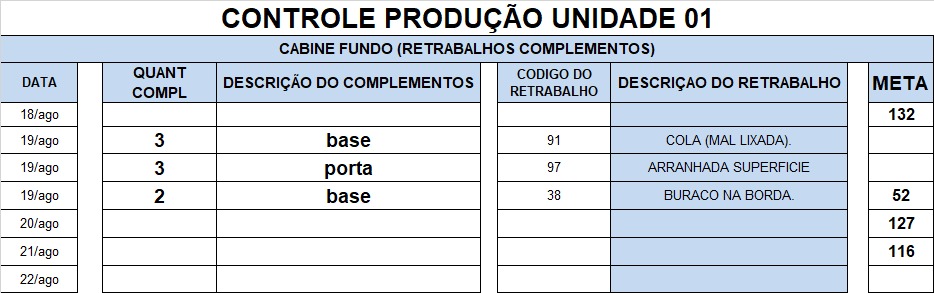 CONTROLE PRODUÇÃO UNIDADE 01
CABINE FUNDO (RETRABALHOS COMPLEMENTOS)
DATA QUANT COMPL DESCRIÇÃO DO COMPLEMENTOS CODIGO DO RETRABALHO DESCRIÇAO DO RETRABALHO META
18/ago 132
19/ago 3 base 91 COLA (MAL LIXADA).
19/ago 3 porta 97 ARRANHADA SUPERFICIE
19/ago 2 base 38 BURACO NA BORDA. 52
20/ago 127
21/ago 116
22/ago